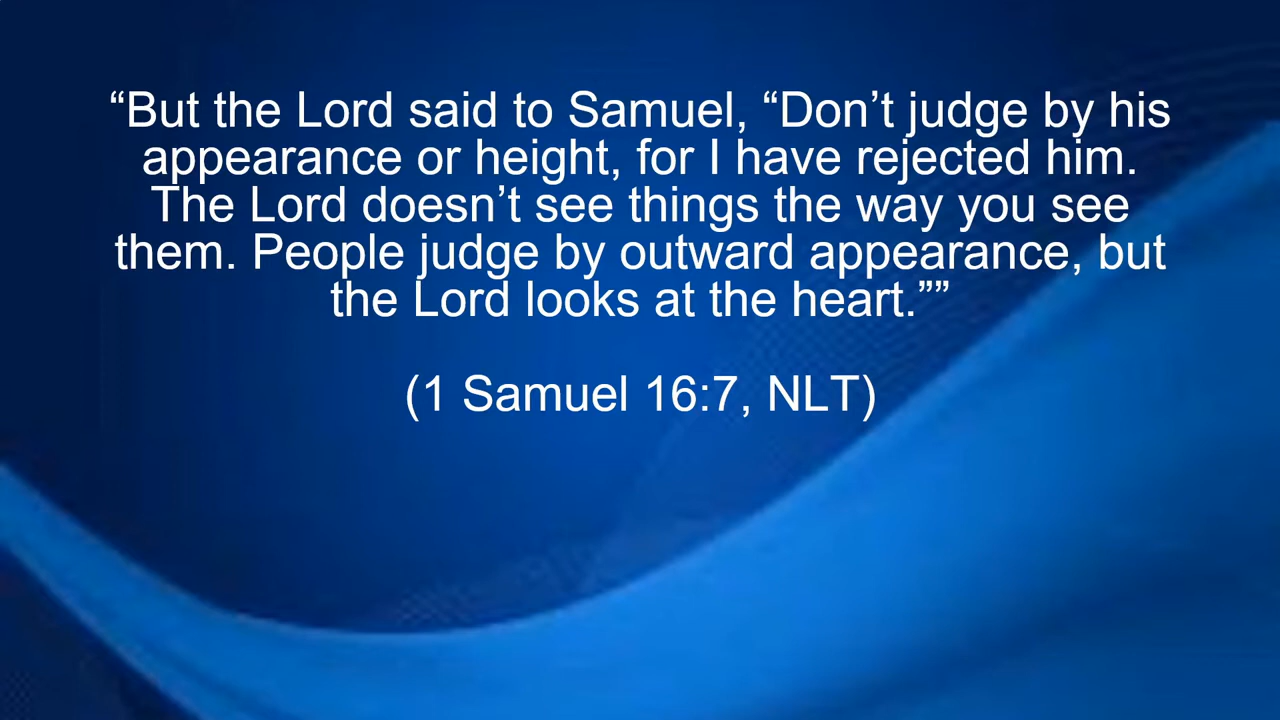 “But the Lord said to Samuel, “Don’t judge by his
appearance or height, for I have rejected him.
The Lord doesn’t see things the way you see
them. People judge by outward appearance, but
the Lord looks at the heart.””
(1 Samuel 16:7, NLT)